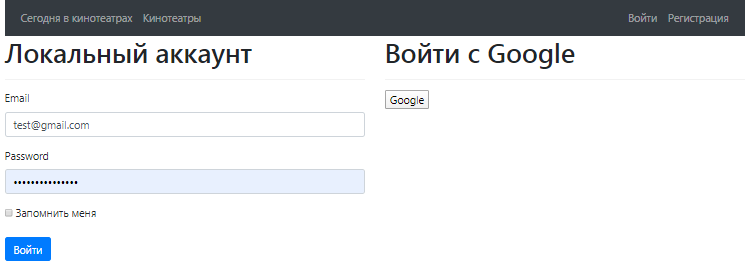 Сегодня в кинотеатрах Кинотеатры Войти Регистрация
Локальный аккаунт
Войти с Google
Email
test@gmail.com
Password
•••••••••••••••
Запомнить меня
Войти
Google